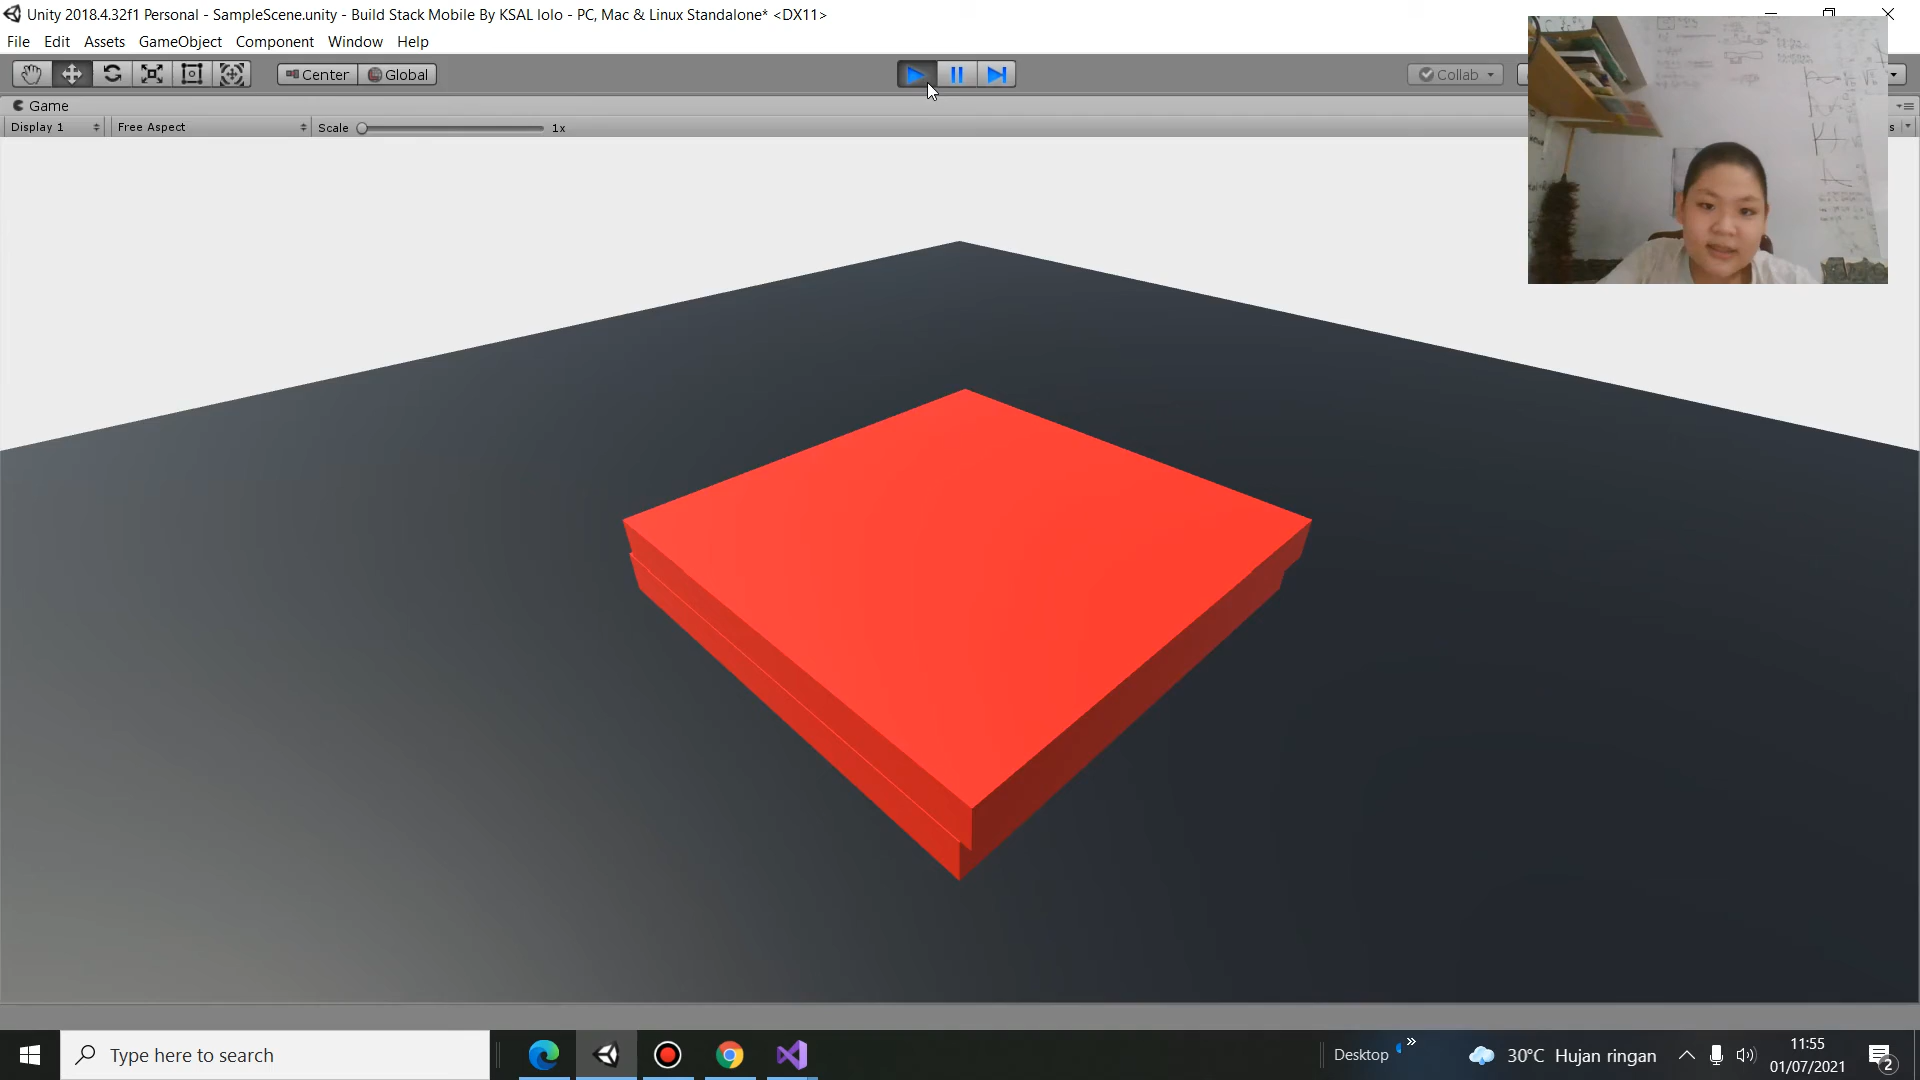 Unity 2018.4.32f1 Personal - SampleScene.unity - Build Stack Mobile By KSAL lolo - PC, Mac & Linux Standalone* <DX11>
File Edit Assets GameObject Component Window Help
Center Global Collab
Game
Display 1 Free Aspect Scale 1x s
Type here to search
Desktop
»
30°C Hujan ringan
11:55
01/07/2021
2